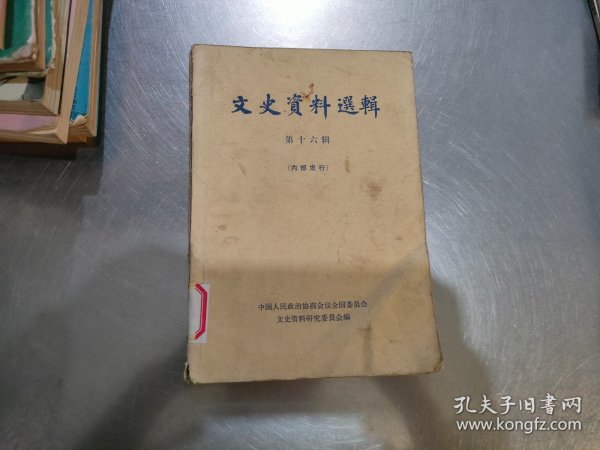 文史資料選輯
第十六辑
（内部发行）
中国人民政治协商会议全国委员会
文史资料研究委员会编
孔夫子旧书网
www.kongfz.com